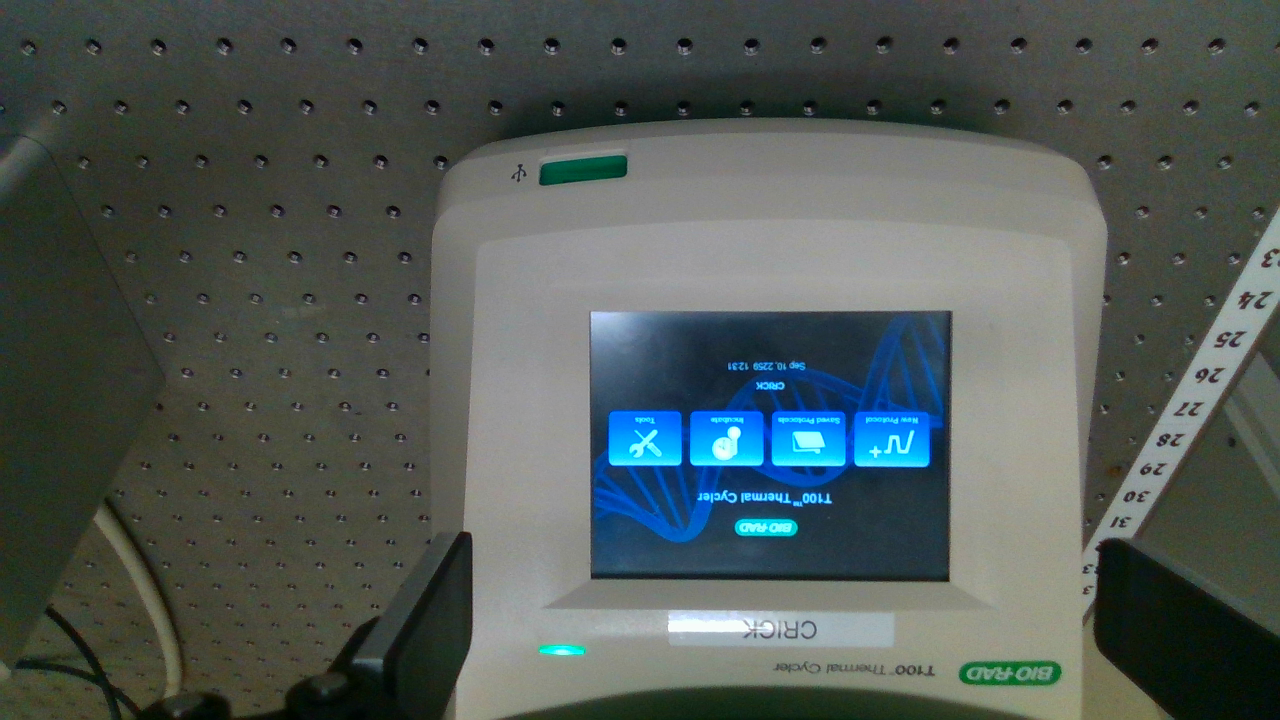 BIO-RAD
T100™ Thermal Cycler
CRICK
BIO-RAD
T100™ Thermal Cycler
New Protocol
Saved Protocols
Incubate
Tools
CRICK
Sep 10, 2259 12:31
31
30
29
28
27
26
25
24